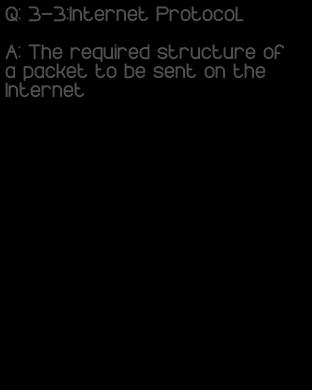 Q: 3-3:Internet Protocol
A: The required structure of
a packet to be sent on the
Internet